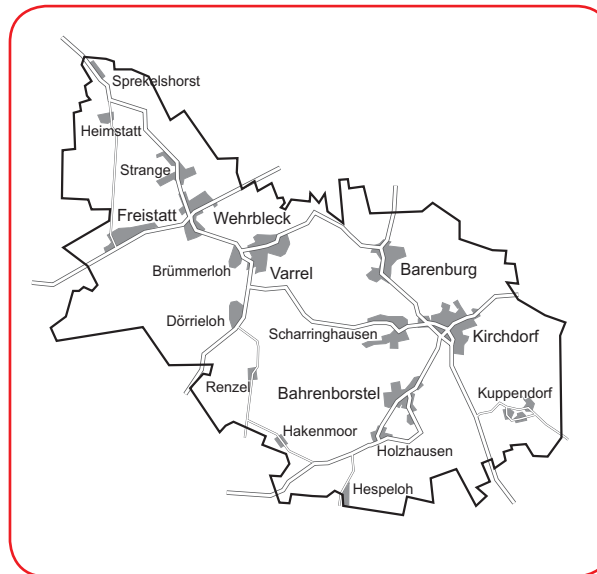 Sprekelshorst
Heimstatt
Strange
Freistatt
Wehrbleck
Brümmerloh
Varrel
Barenburg
Dörrieloh
Scharringhausen
Kirchdorf
Renzel
Bahrenborstel
Kuppendorf
Hakenmoor
Holzhausen
Hespeloh